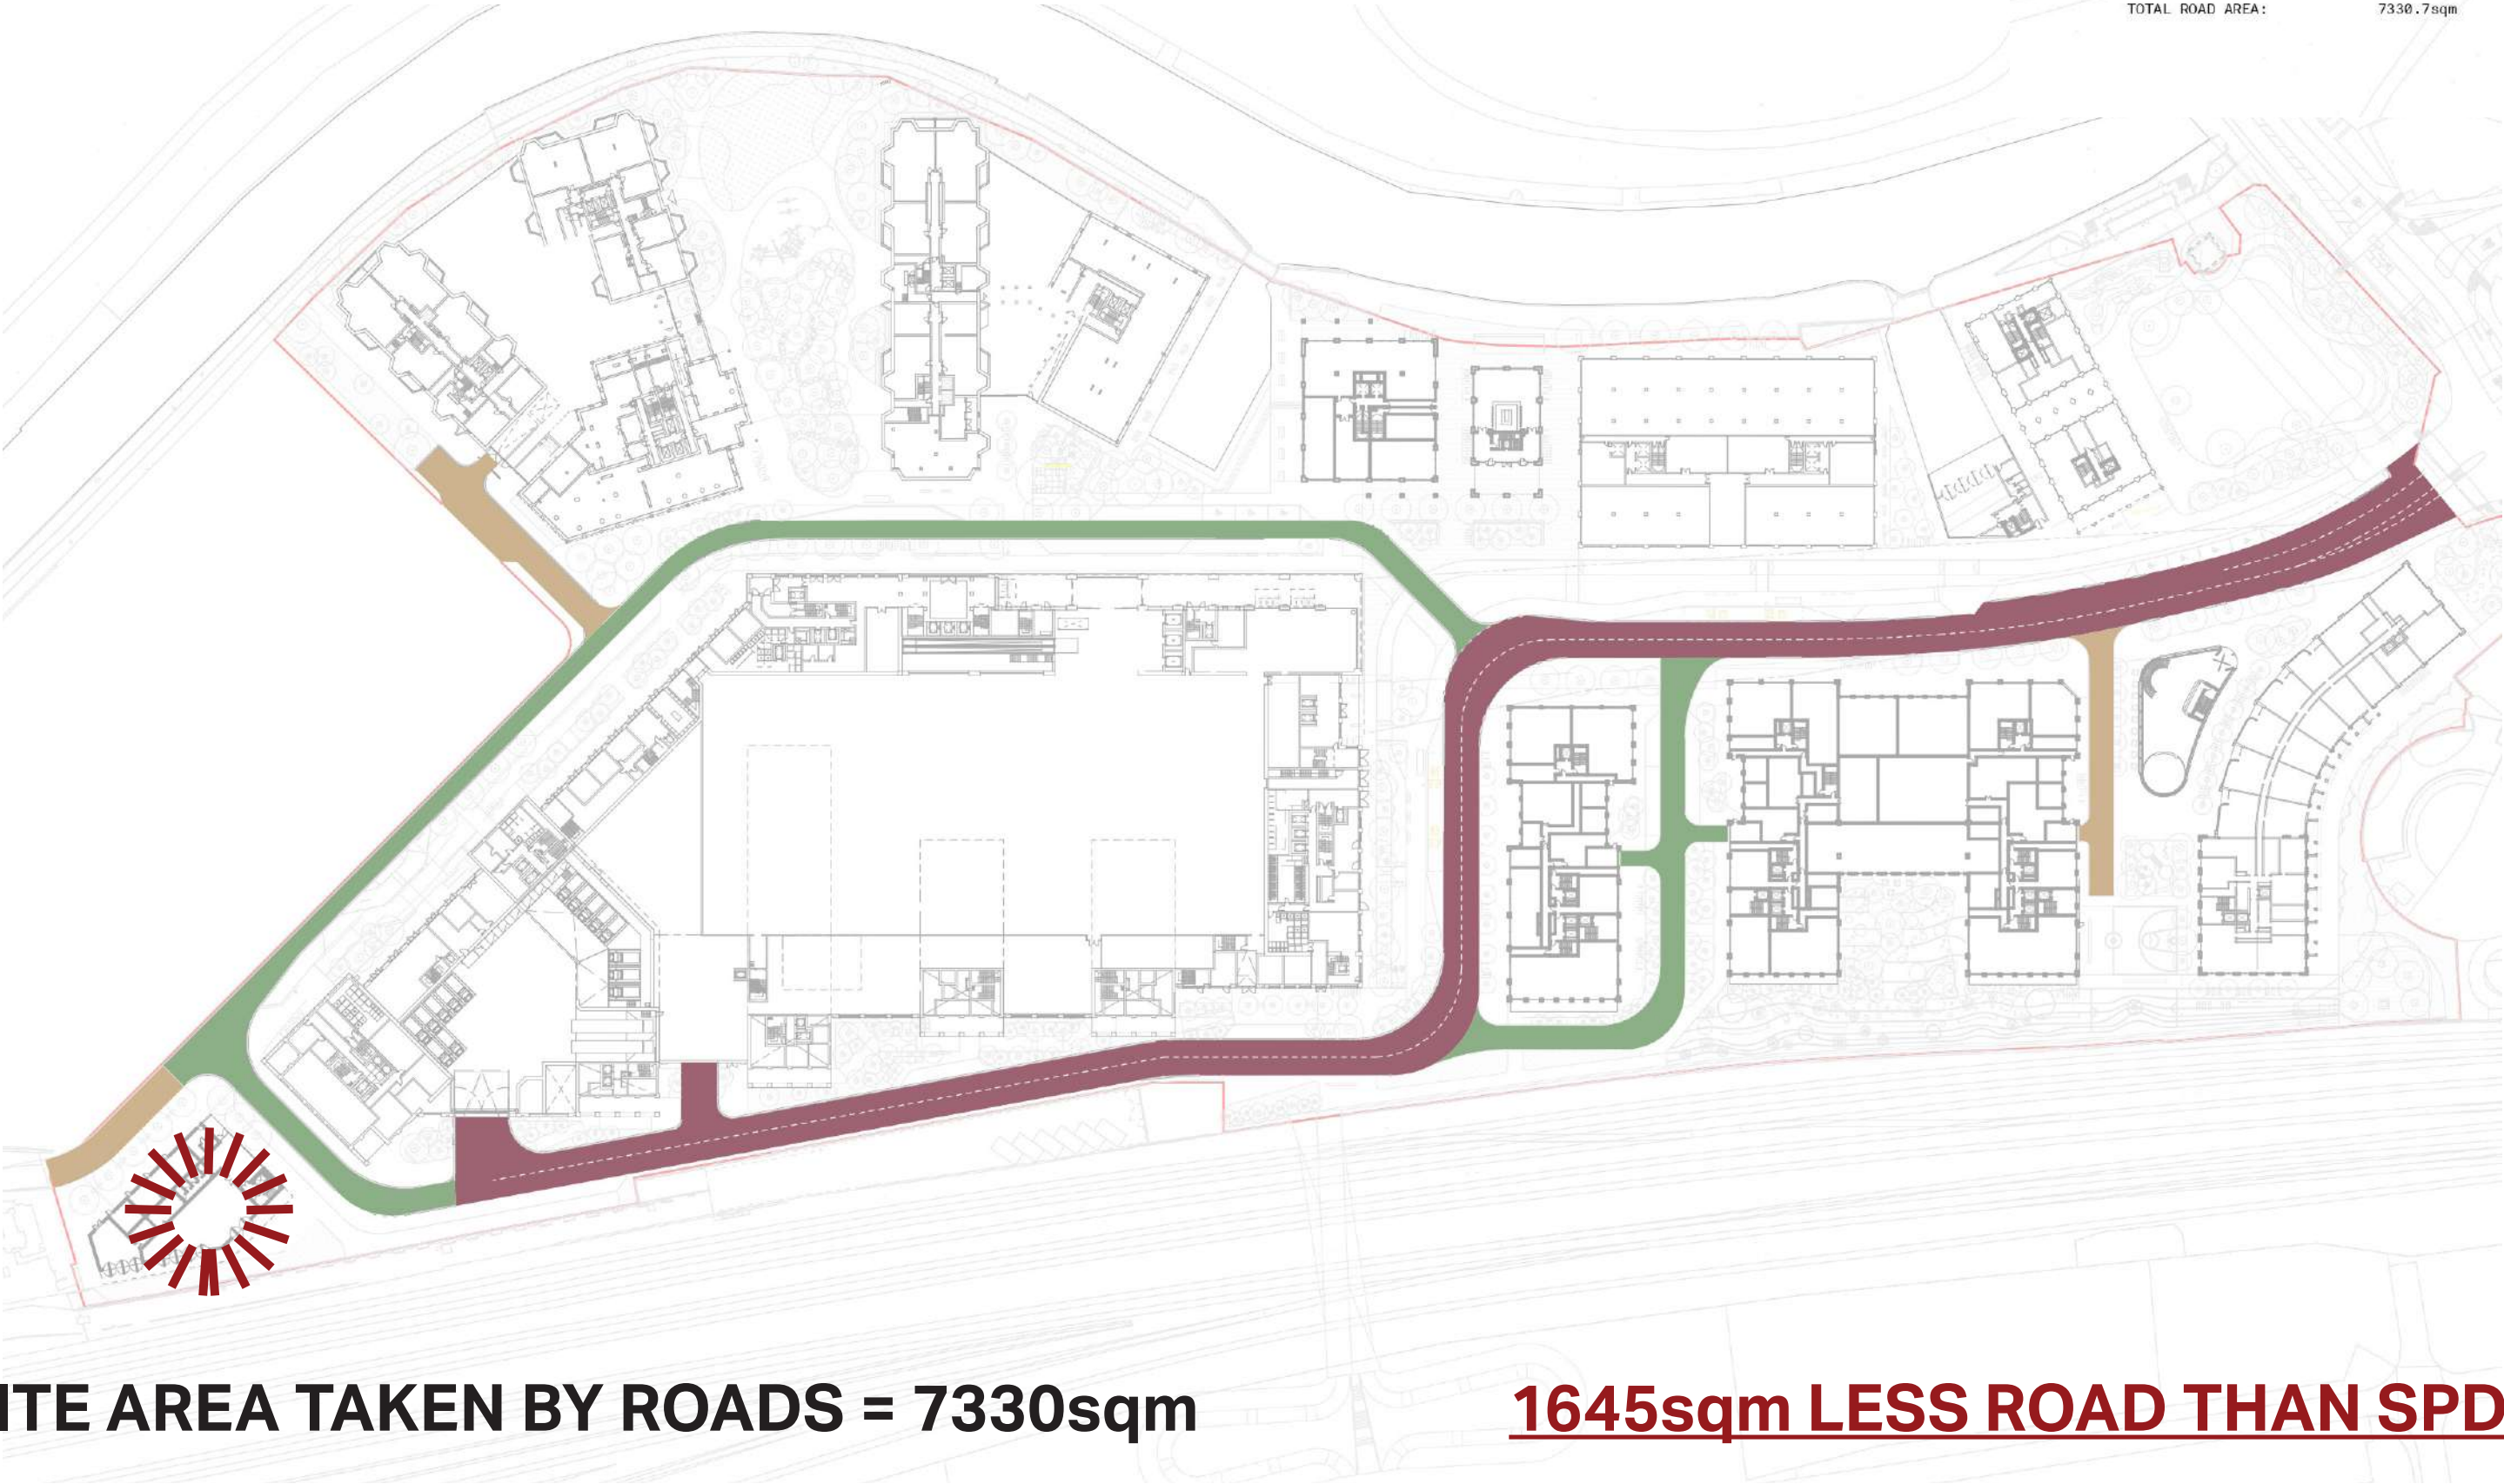 TOTAL ROAD AREA: 7330.7sqm
ITE AREA TAKEN BY ROADS = 7330sqm
1645sqm LESS ROAD THAN SPD